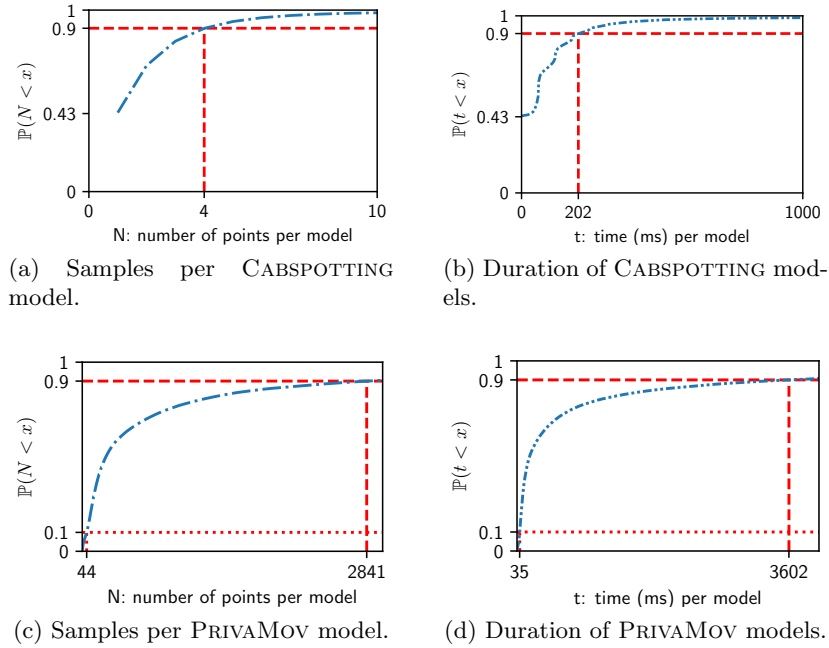 1
0.9
0.43
0
ℙ(N < x)
0
4
10
N: number of points per model
(a) Samples per CABSPOTTING
model.
1
0.9
0.43
0
ℙ(t < x)
0
202
1000
t: time (ms) per model
(b) Duration of CABSPOTTING mod-
els.
1
0.9
0.1
0
ℙ(N < x)
44
2841
N: number of points per model
(c) Samples per PRIVAMOV model.
1
0.9
0.1
0
ℙ(t < x)
35
3602
t: time (ms) per model
(d) Duration of PRIVAMOV models.